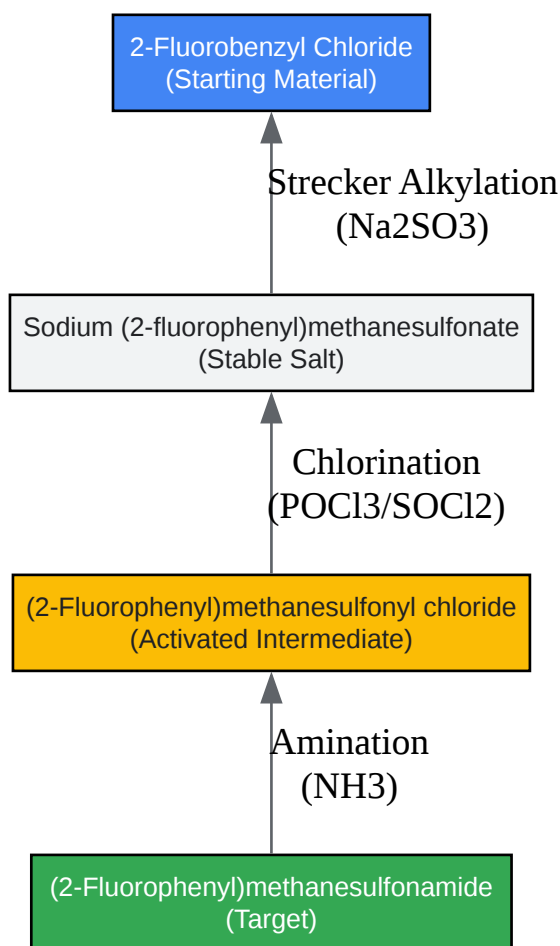 2-Fluorobenzyl Chloride
(Starting Material)
Strecker Alkylation
(Na2SO3)
Sodium (2-fluorophenyl)methanesulfonate
(Stable Salt)
Chlorination
(POCl3/SOCl2)
(2-Fluorophenyl)methanesulfonyl chloride
(Activated Intermediate)
Amination
(NH3)
(2-Fluorophenyl)methanesulfonamide
(Target)